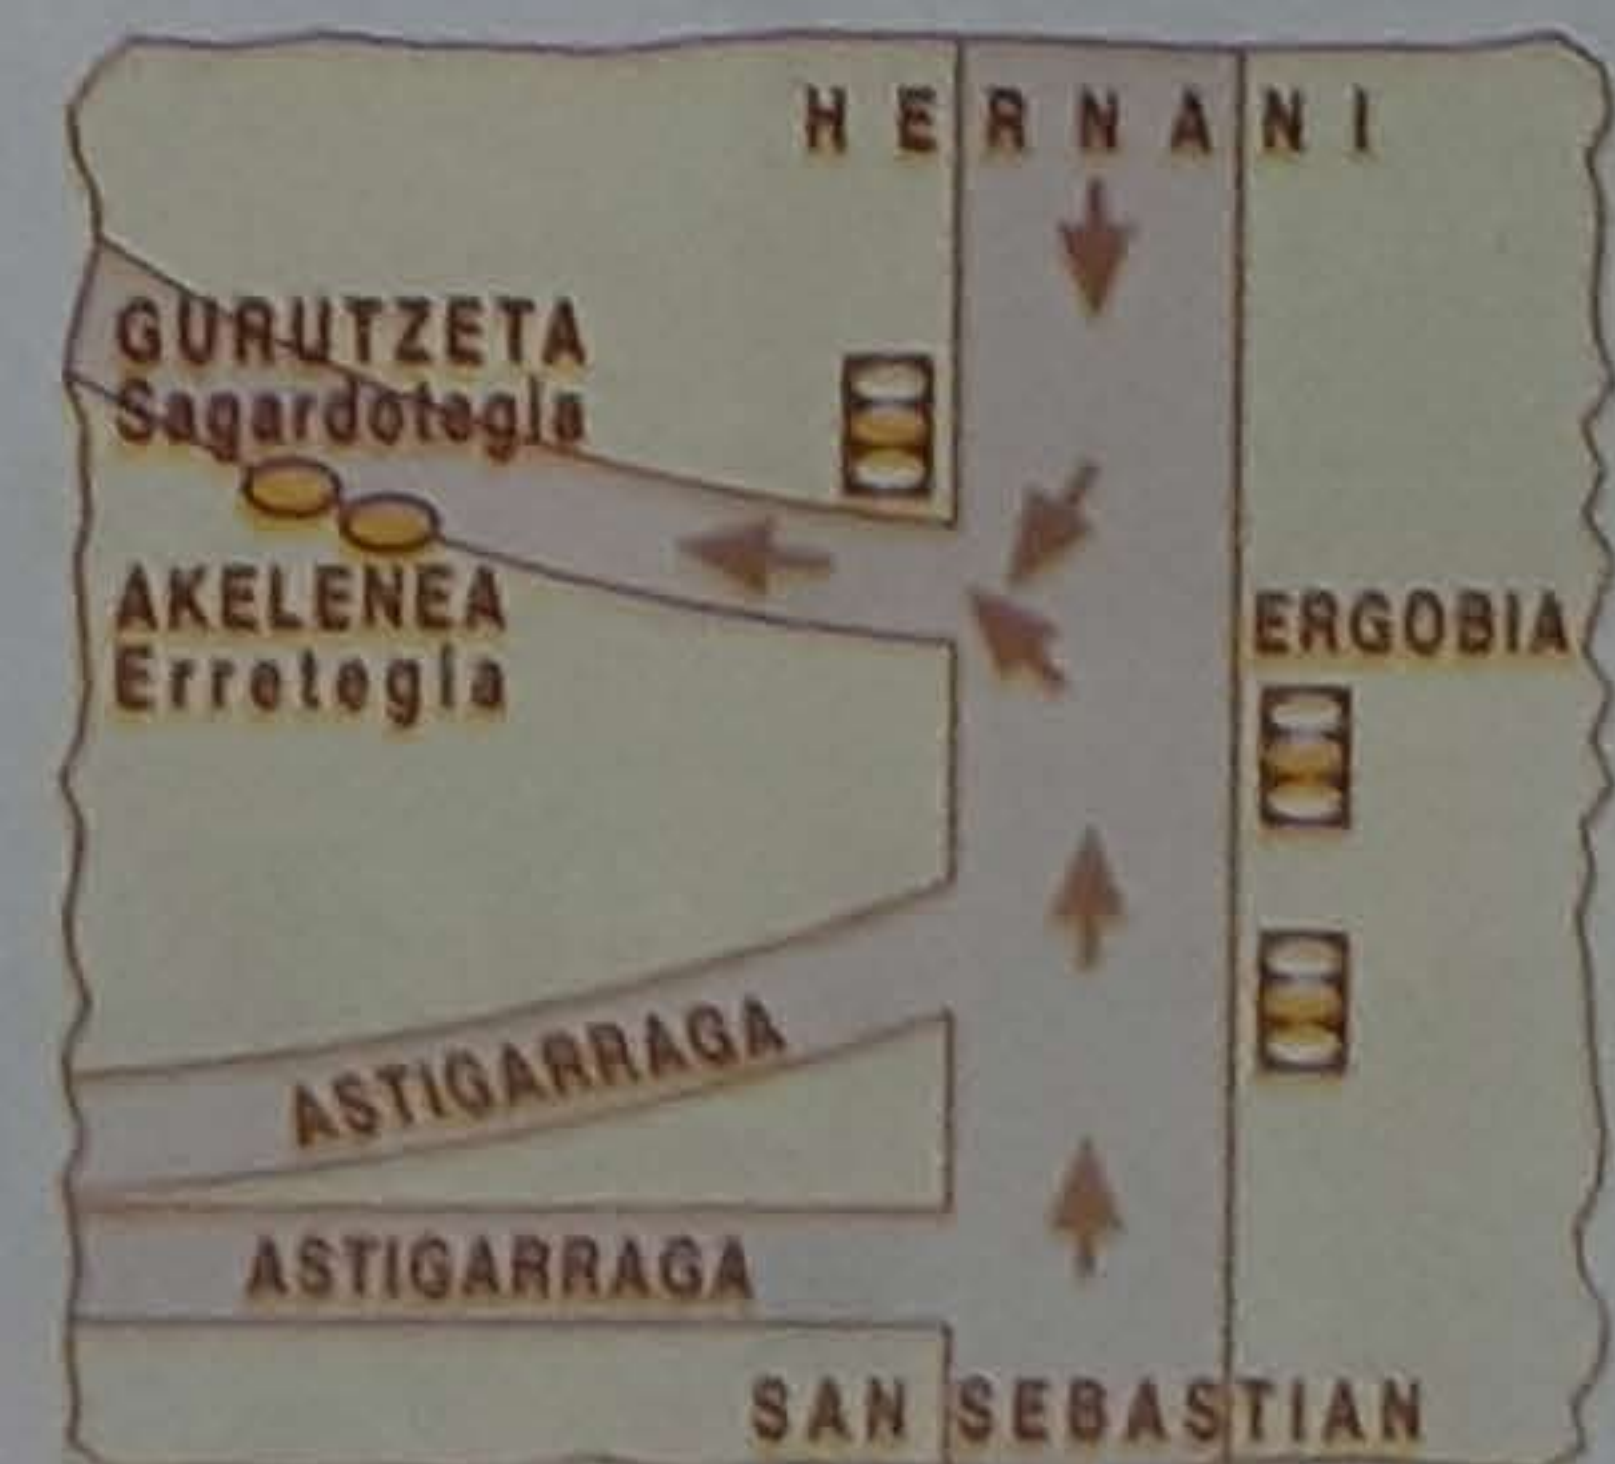 HERNANI
GURUTZETA
Sagardotegia
AKELENEA
Erretegia
ERGOBIA
ASTIGARRAGA
ASTIGARRAGA
SAN SEBASTIAN